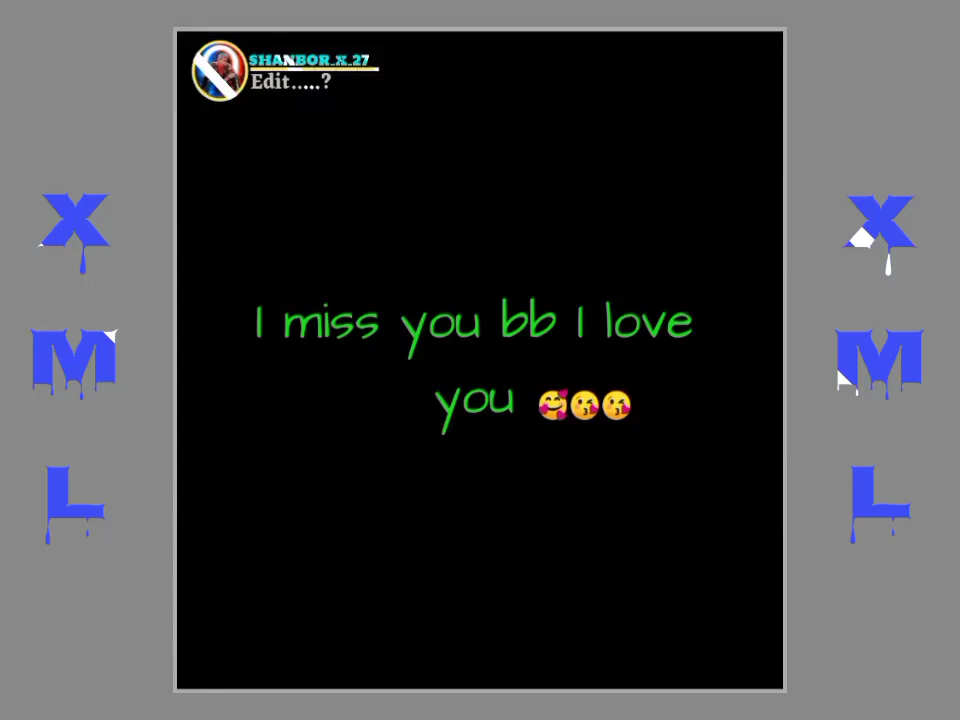 SHANBOR_X_27
Edit.....?
X
X
I miss you bb I love
M
M
you 🥰😘😘
L
L